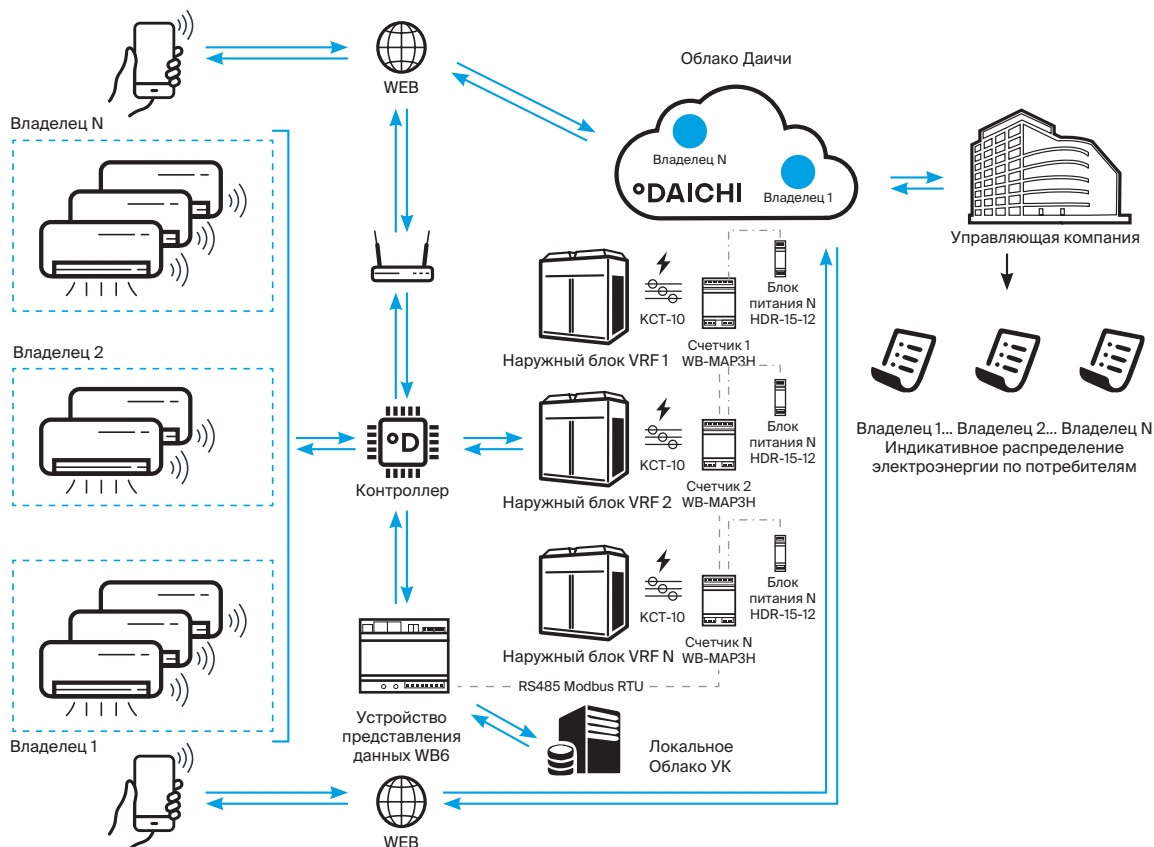 WEB
Облако Даичи
Владелец N
Владелец N
°DAICHI
Владелец 1
Управляющая компания
KCT-10
Блок
питания N
HDR-15-12
Наружный блок VRF 1
Счетчик 1
WB-MAP3H
Владелец 2
°D
Контроллер
KCT-10
Блок
питания N
HDR-15-12
Наружный блок VRF 2
Счетчик 2
WB-MAP3H
Владелец 1... Владелец 2... Владелец N
Индикативное распределение
электроэнергии по потребителям
KCT-10
Блок
питания N
HDR-15-12
Наружный блок VRF N
Счетчик N
WB-MAP3H
RS485 Modbus RTU
Устройство
представления
данных WB6
Локальное
Облако УК
Владелец 1
WEB